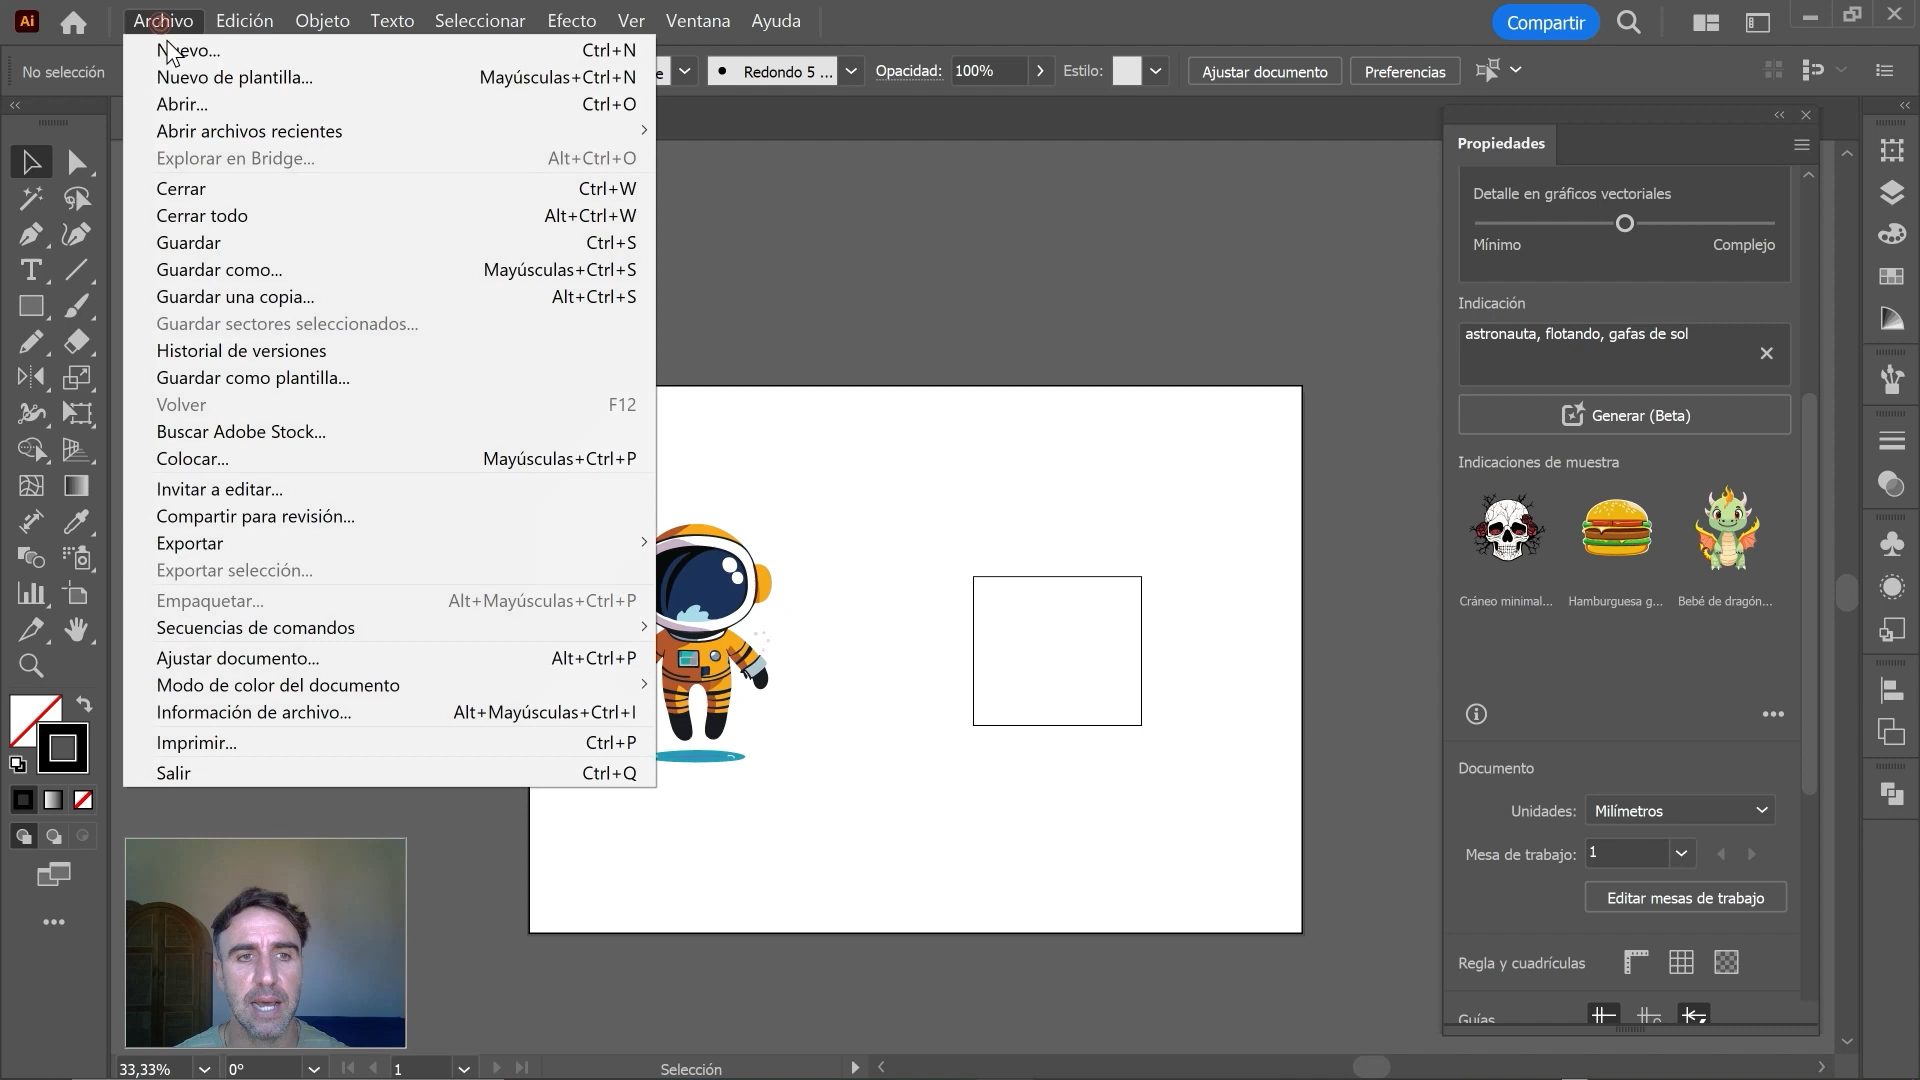 Ai
Archivo Edición Objeto Texto Seleccionar Efecto Ver Ventana Ayuda
Compartir
No selección
Redondo 5 ...
Opacidad: 100%
Estilo:
Ajustar documento
Preferencias
Nuevo... Ctrl+N
Nuevo de plantilla... Mayúsculas+Ctrl+N
Abrir... Ctrl+O
Abrir archivos recientes
Explorar en Bridge... Alt+Ctrl+O
Cerrar Ctrl+W
Cerrar todo Alt+Ctrl+W
Guardar Ctrl+S
Guardar como... Mayúsculas+Ctrl+S
Guardar una copia... Alt+Ctrl+S
Guardar sectores seleccionados...
Historial de versiones
Guardar como plantilla...
Volver F12
Buscar Adobe Stock...
Colocar... Mayúsculas+Ctrl+P
Invitar a editar...
Compartir para revisión...
Exportar
Exportar selección...
Empaquetar... Alt+Mayúsculas+Ctrl+P
Secuencias de comandos
Ajustar documento... Alt+Ctrl+P
Modo de color del documento
Información de archivo... Alt+Mayúsculas+Ctrl+I
Imprimir... Ctrl+P
Salir Ctrl+Q
Propiedades
Detalle en gráficos vectoriales
Mínimo Complejo
Indicación
astronauta, flotando, gafas de sol
Generar (Beta)
Indicaciones de muestra
Cráneo minimal... Hamburguesa g... Bebé de dragón...
Documento
Unidades: Milímetros
Mesa de trabajo: 1
Editar mesas de trabajo
Regla y cuadrículas
Guías
33,33% 0° 1 Selección